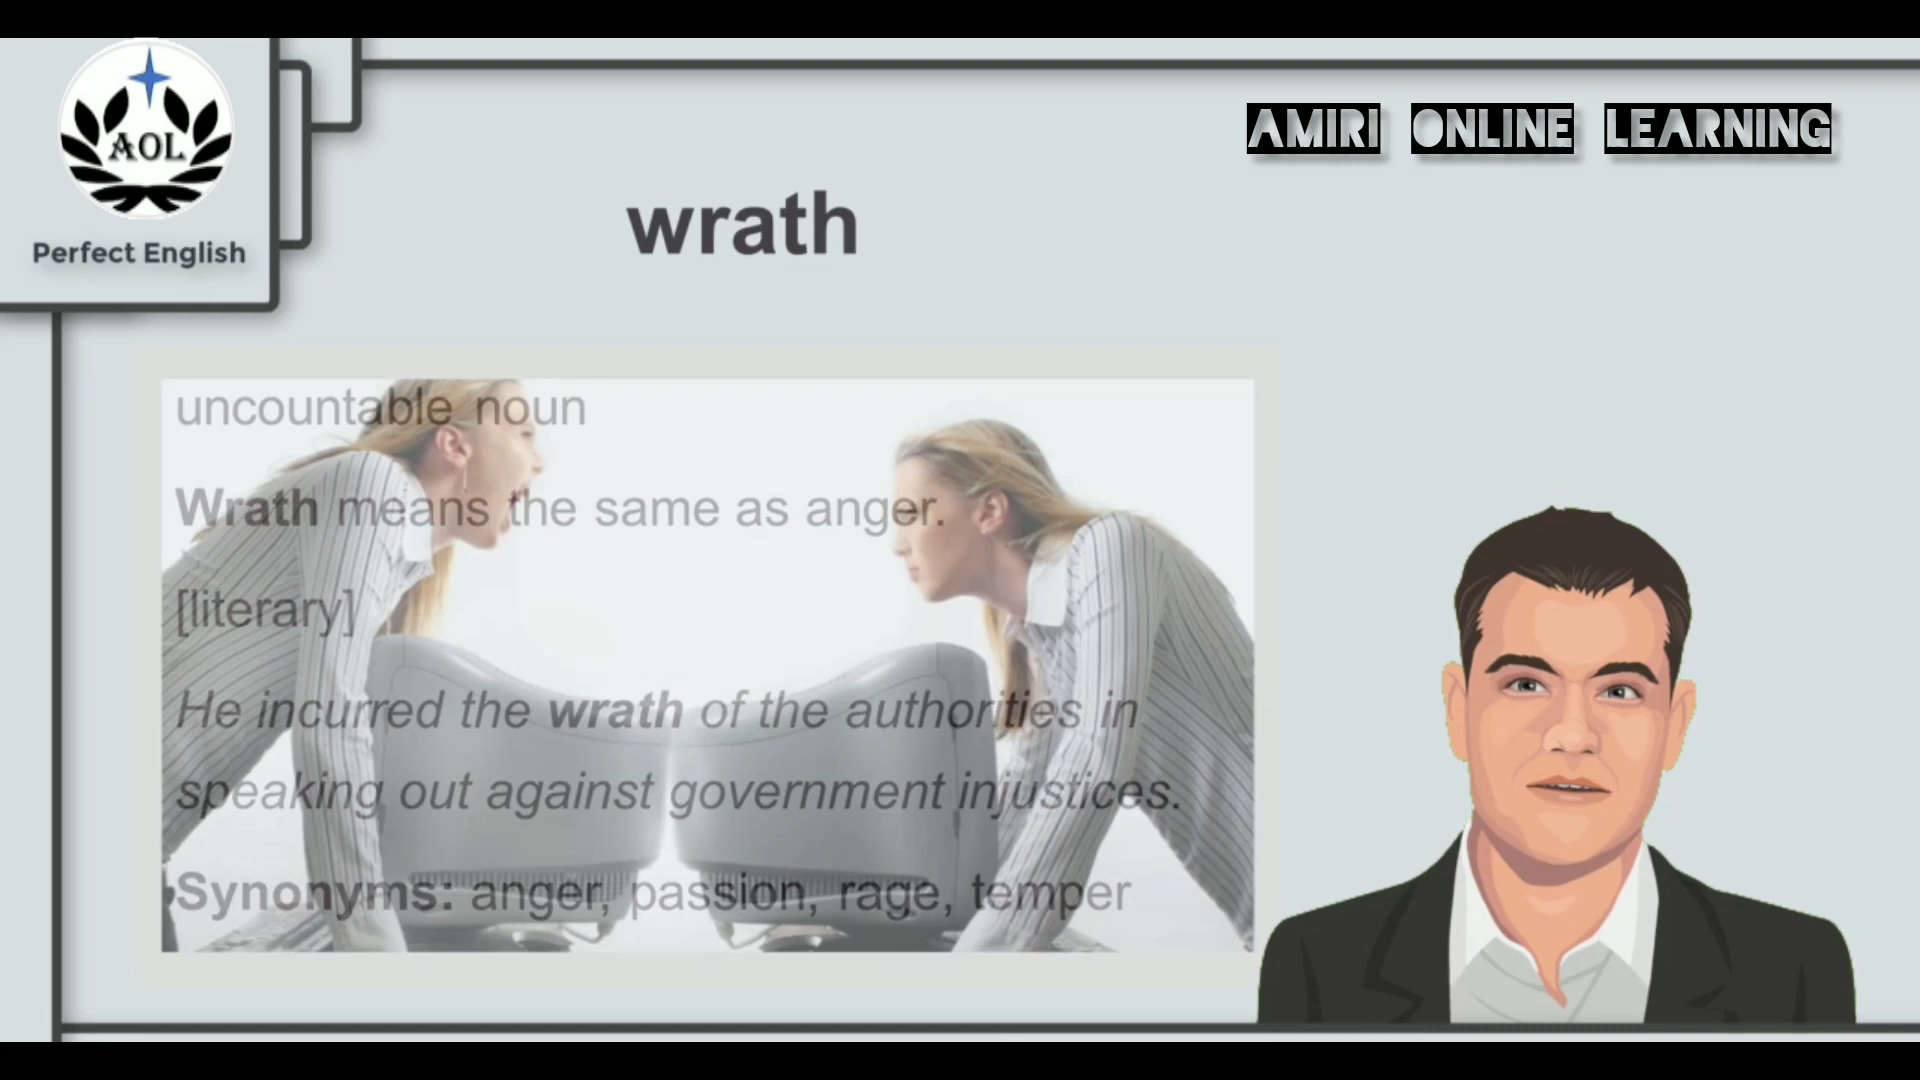 AOL
Perfect English
AMIRI ONLINE LEARNING
wrath
uncountable noun
Wrath means the same as anger.
[literary]
He incurred the wrath of the authorities in
speaking out against government injustices.
Synonyms: anger, passion, rage, temper